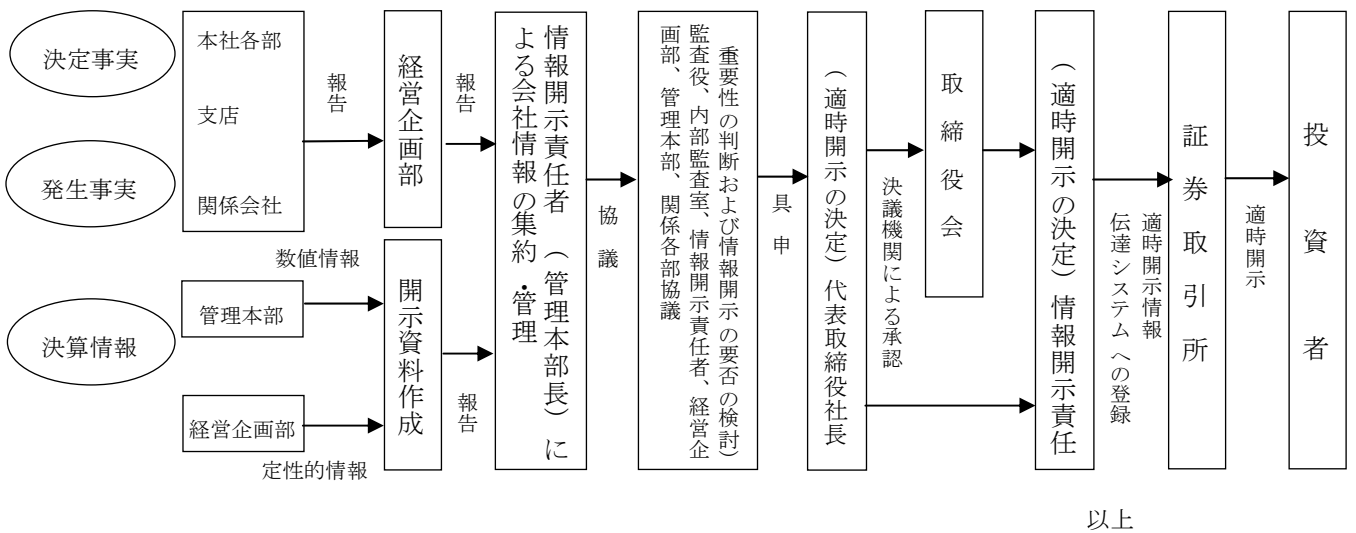 決定事実
発生事実
決算情報
本社各部
支店
関係会社
報告
経営企画部
報告
数値情報
管理本部
経営企画部
定性的情報
開示資料作成
報告
情報開示責任者（管理本部長）に
よる会社情報の集約・管理
協議
重要性の判断および情報開示の要否の検討）
監査役、内部監査室、情報開示責任者、経営企
画部、管理本部、関係各部協議
具申
（適時開示の決定）代表取締役社長
決議機関による承認
取締役会
（適時開示の決定）情報開示責任
適時開示情報
伝達システムへの登録
証券取引所
適時開示
投資者
以上